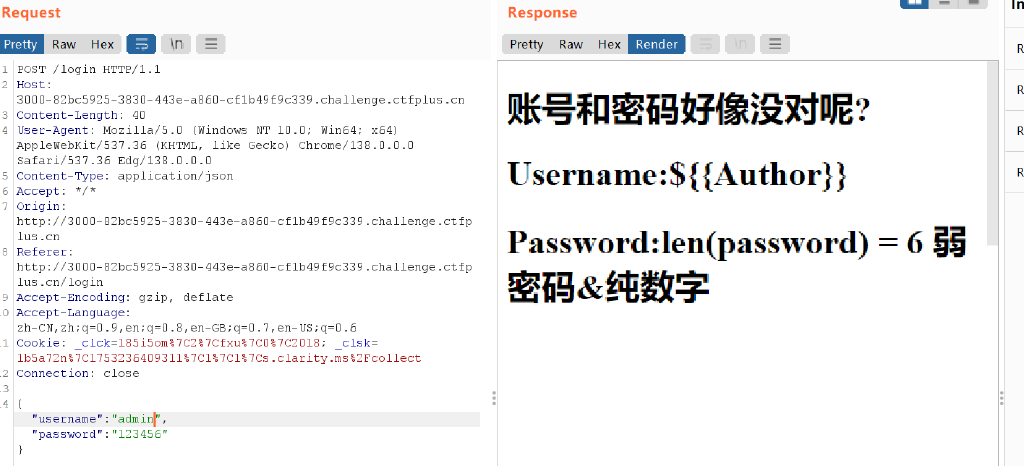 Request
Pretty Raw Hex \n
1 POST /login HTTP/1.1
2 Host:
3000-82bc5925-3830-443e-a860-cf1b49f9c339.challenge.ctfplus.cn
3 Content-Length: 40
4 User-Agent: Mozilla/5.0 (Windows NT 10.0; Win64; x64)
AppleWebKit/537.36 (KHTML, like Gecko) Chrome/138.0.0.0
Safari/537.36 Edg/138.0.0.0
5 Content-Type: application/json
6 Accept: */*
7 Origin:
http://3000-82bc5925-3830-443e-a860-cf1b49f9c339.challenge.ctfp
lus.cn
8 Referer:
http://3000-82bc5925-3830-443e-a860-cf1b49f9c339.challenge.ctfp
lus.cn/login
9 Accept-Encoding: gzip, deflate
10 Accept-Language:
zh-CN,zh;q=0.9,en;q=0.8,en-GB;q=0.7,en-US;q=0.6
11 Cookie: _clck=185i5om%7C2%7Cfxu%7C0%7C2018; _clsk=
1b5a72n%7C1753236409311%7C1%7C1%7Cs.clarity.ms%2Fcollect
12 Connection: close
13
14 {
"username":"admin",
"password":"123456"
}
Response
Pretty Raw Hex Render \n
账号和密码好像没对呢?
Username:${{Author}}
Password:len(password) = 6 弱
密码&纯数字
In
R
R
R
R